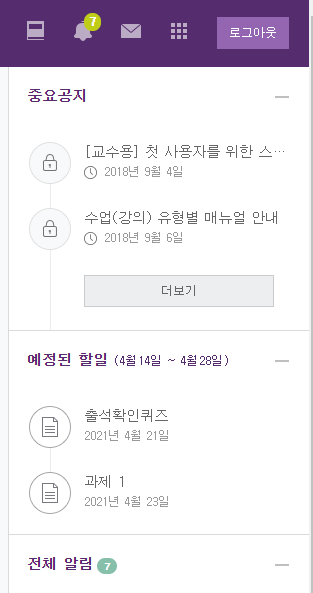 7
로그아웃
중요공지
[교수용] 첫 사용자를 위한 스…
2018년 9월 4일
수업(강의) 유형별 매뉴얼 안내
2018년 9월 6일
더보기
예정된 할일 (4월14일 ~ 4월28일)
출석확인퀴즈
2021년 4월 21일
과제 1
2021년 4월 23일
전체 알림 7